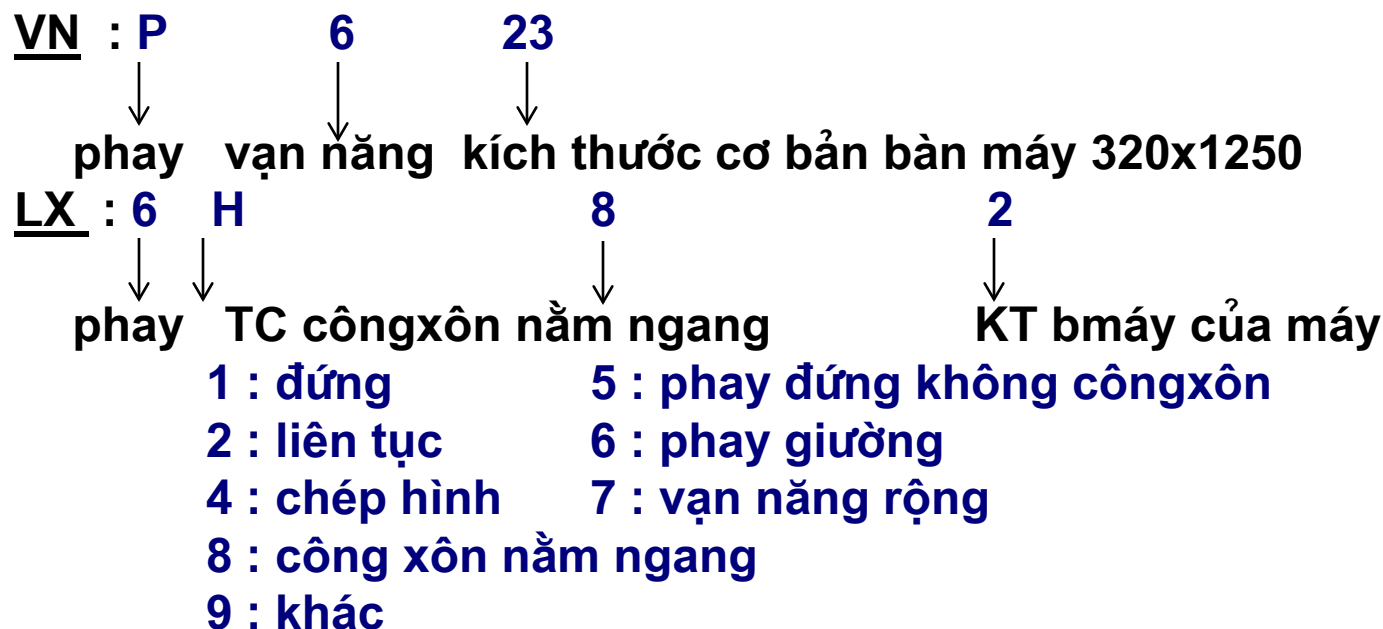 VN : P 6 23
phay vạn năng kích thước cơ bản bàn máy 320x1250
LX : 6 H 8 2
phay TC côngxôn nằm ngang KT bmáy của máy
1 : đứng 5 : phay đứng không côngxôn
2 : liên tục 6 : phay giường
4 : chép hình 7 : vạn năng rộng
8 : công xôn nằm ngang
9 : khác